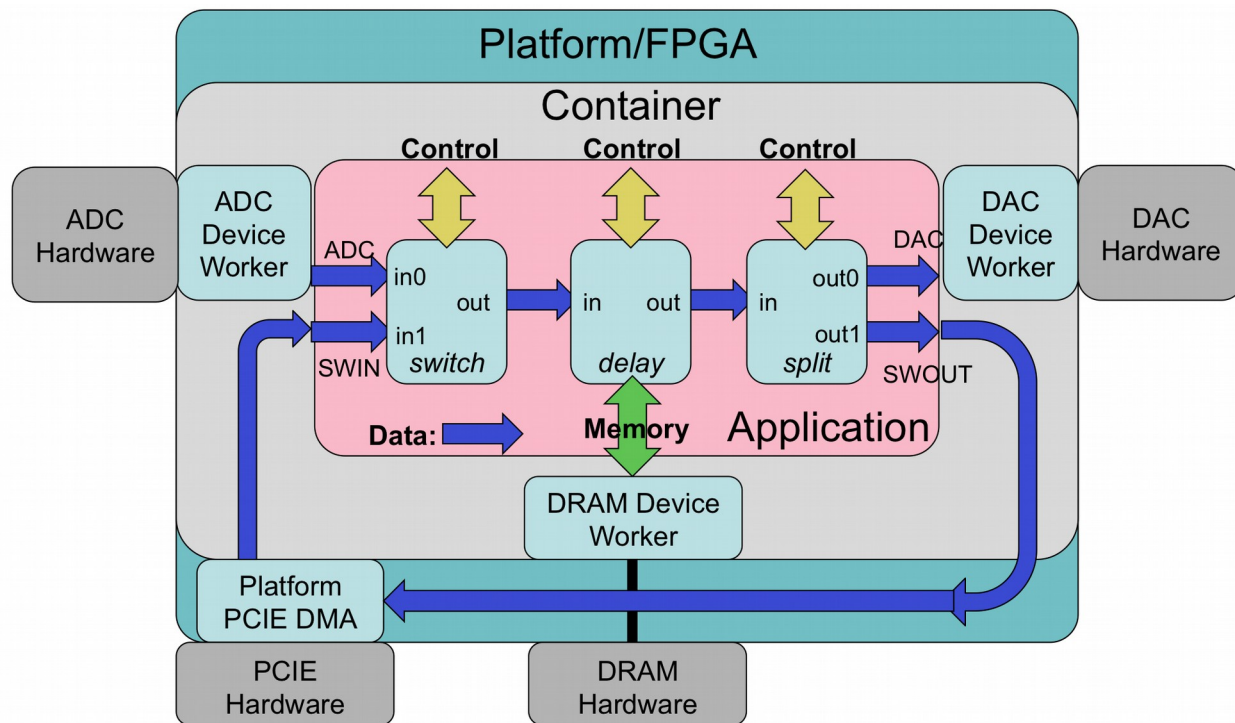 Platform/FPGA
Container
Control
Control
Control
ADC
Hardware
ADC
Device
Worker
DAC
Device
Worker
DAC
Hardware
ADC
in0
in1
out
switch
SWIN
in
out
delay
in
out0
out1
split
DAC
SWOUT
Data:
Memory
Application
DRAM Device
Worker
Platform
PCIE DMA
PCIE
Hardware
DRAM
Hardware